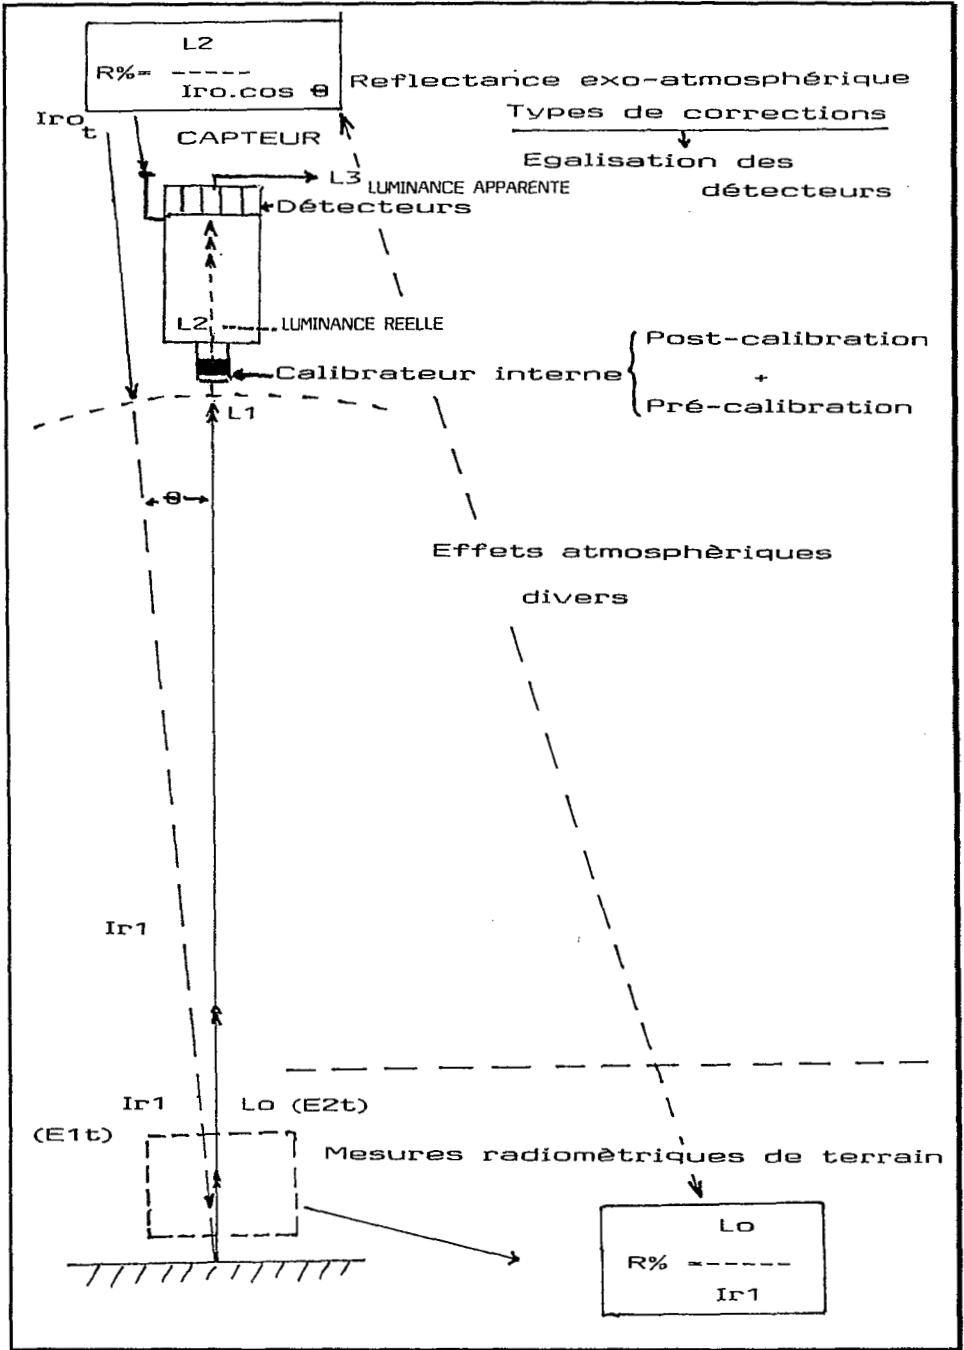 L2
R%= -----
Iro.cos θ
Reflectance exo-atmosphérique
Types de corrections
Iro
t
CAPTEUR
Egalisation des
détecteurs
L3
LUMINANCE APPARENTE
Détecteurs
L2 ------- LUMINANCE REELLE
Post-calibration
Calibrateur interne
+
Pré-calibration
L1
θ
Effets atmosphèriques
divers
Ir1
Ir1
Lo (E2t)
(E1t)
Mesures radiomètriques de terrain
Lo
R% =------
Ir1